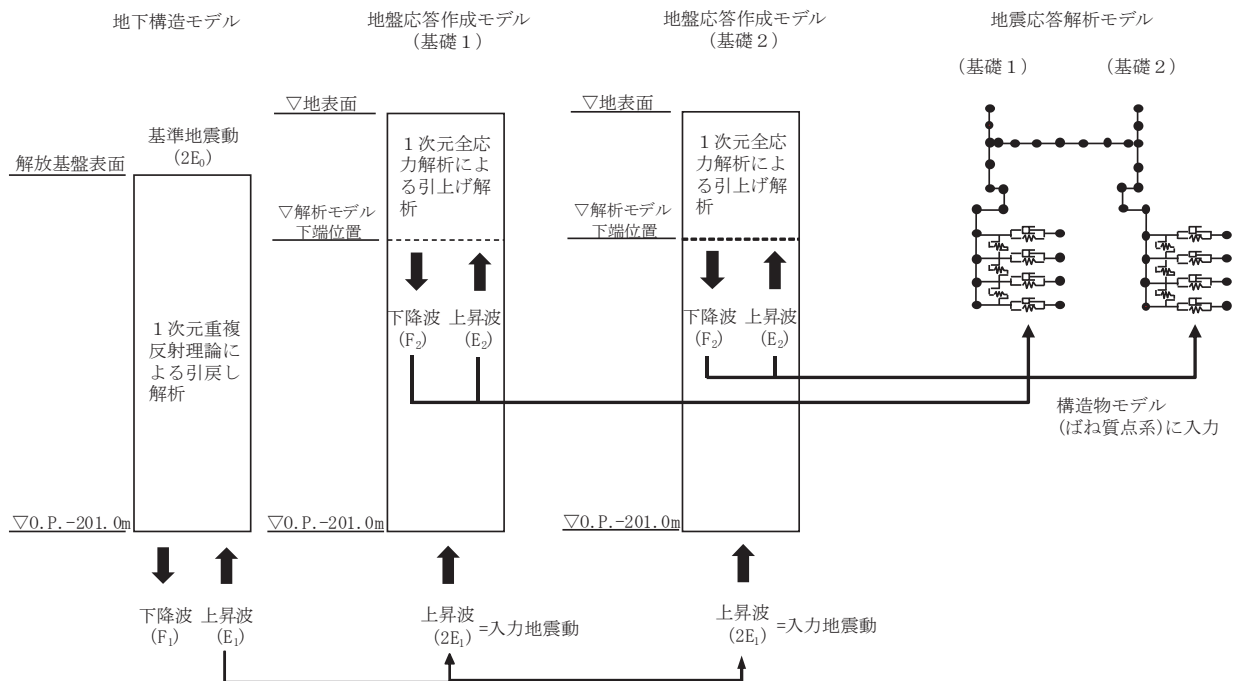 地下構造モデル
解放基盤表面
基準地震動
(2E₀)
1次元重複
反射理論に
よる引戻し
解析
▽O.P.-201.0m
下降波
(F₁)
上昇波
(E₁)
地盤応答作成モデル
(基礎1)
▽地表面
1次元全応
力解析によ
る引上げ解
析
▽解析モデル
下端位置
下降波
(F₂)
上昇波
(E₂)
▽O.P.-201.0m
上昇波
(2E₁)
=入力地震動
地盤応答作成モデル
(基礎2)
▽地表面
1次元全応
力解析によ
る引上げ解
析
▽解析モデル
下端位置
下降波
(F₂)
上昇波
(E₂)
▽O.P.-201.0m
上昇波
(2E₁)
=入力地震動
地震応答解析モデル
(基礎1)
(基礎2)
構造物モデル
(ばね質点系)に入力